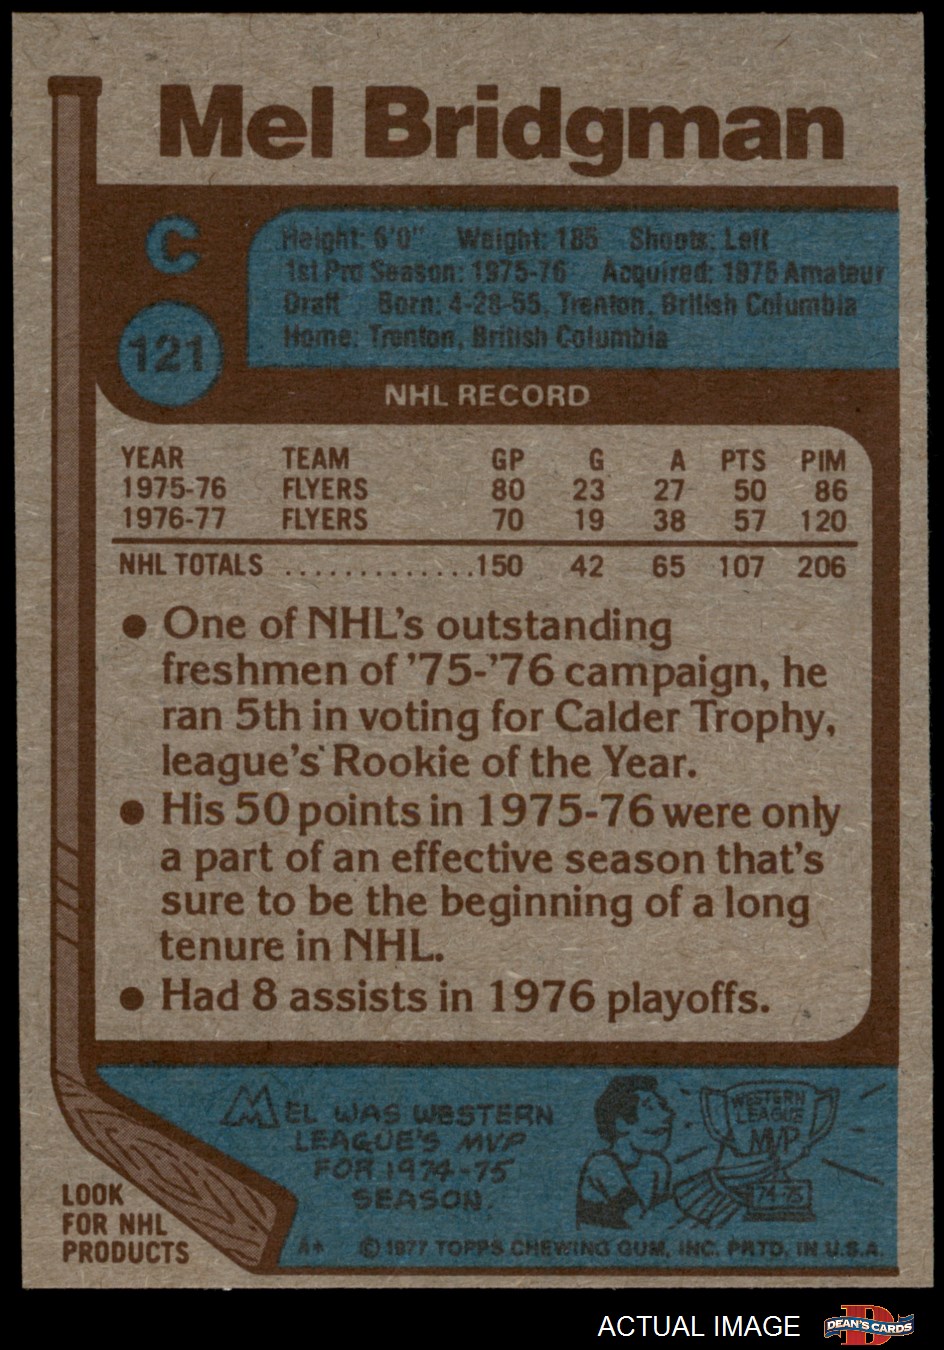 Mel Bridgman
C
121
Height: 6'0" Weight: 185 Shoots: Left
1st Pro Season: 1975-76 Acquired: 1975 Amateur
Draft Born: 4-28-55, Trenton, British Columbia
Home: Trenton, British Columbia
NHL RECORD
YEAR TEAM GP G A PTS PIM
1975-76 FLYERS 80 23 27 50 86
1976-77 FLYERS 70 19 38 57 120
NHL TOTALS .............150 42 65 107 206
● One of NHL's outstanding
freshmen of '75-'76 campaign, he
ran 5th in voting for Calder Trophy,
league's Rookie of the Year.
● His 50 points in 1975-76 were only
a part of an effective season that's
sure to be the beginning of a long
tenure in NHL.
● Had 8 assists in 1976 playoffs.
MEL WAS WESTERN
LEAGUE'S MVP
FOR 1974-75
SEASON.
WESTERN
LEAGUE
MVP
74-75
LOOK
FOR NHL
PRODUCTS
A* © 1977 TOPPS CHEWING GUM, INC. PRTD. IN U.S.A.
ACTUAL IMAGE
D
DEAN'S CARDS